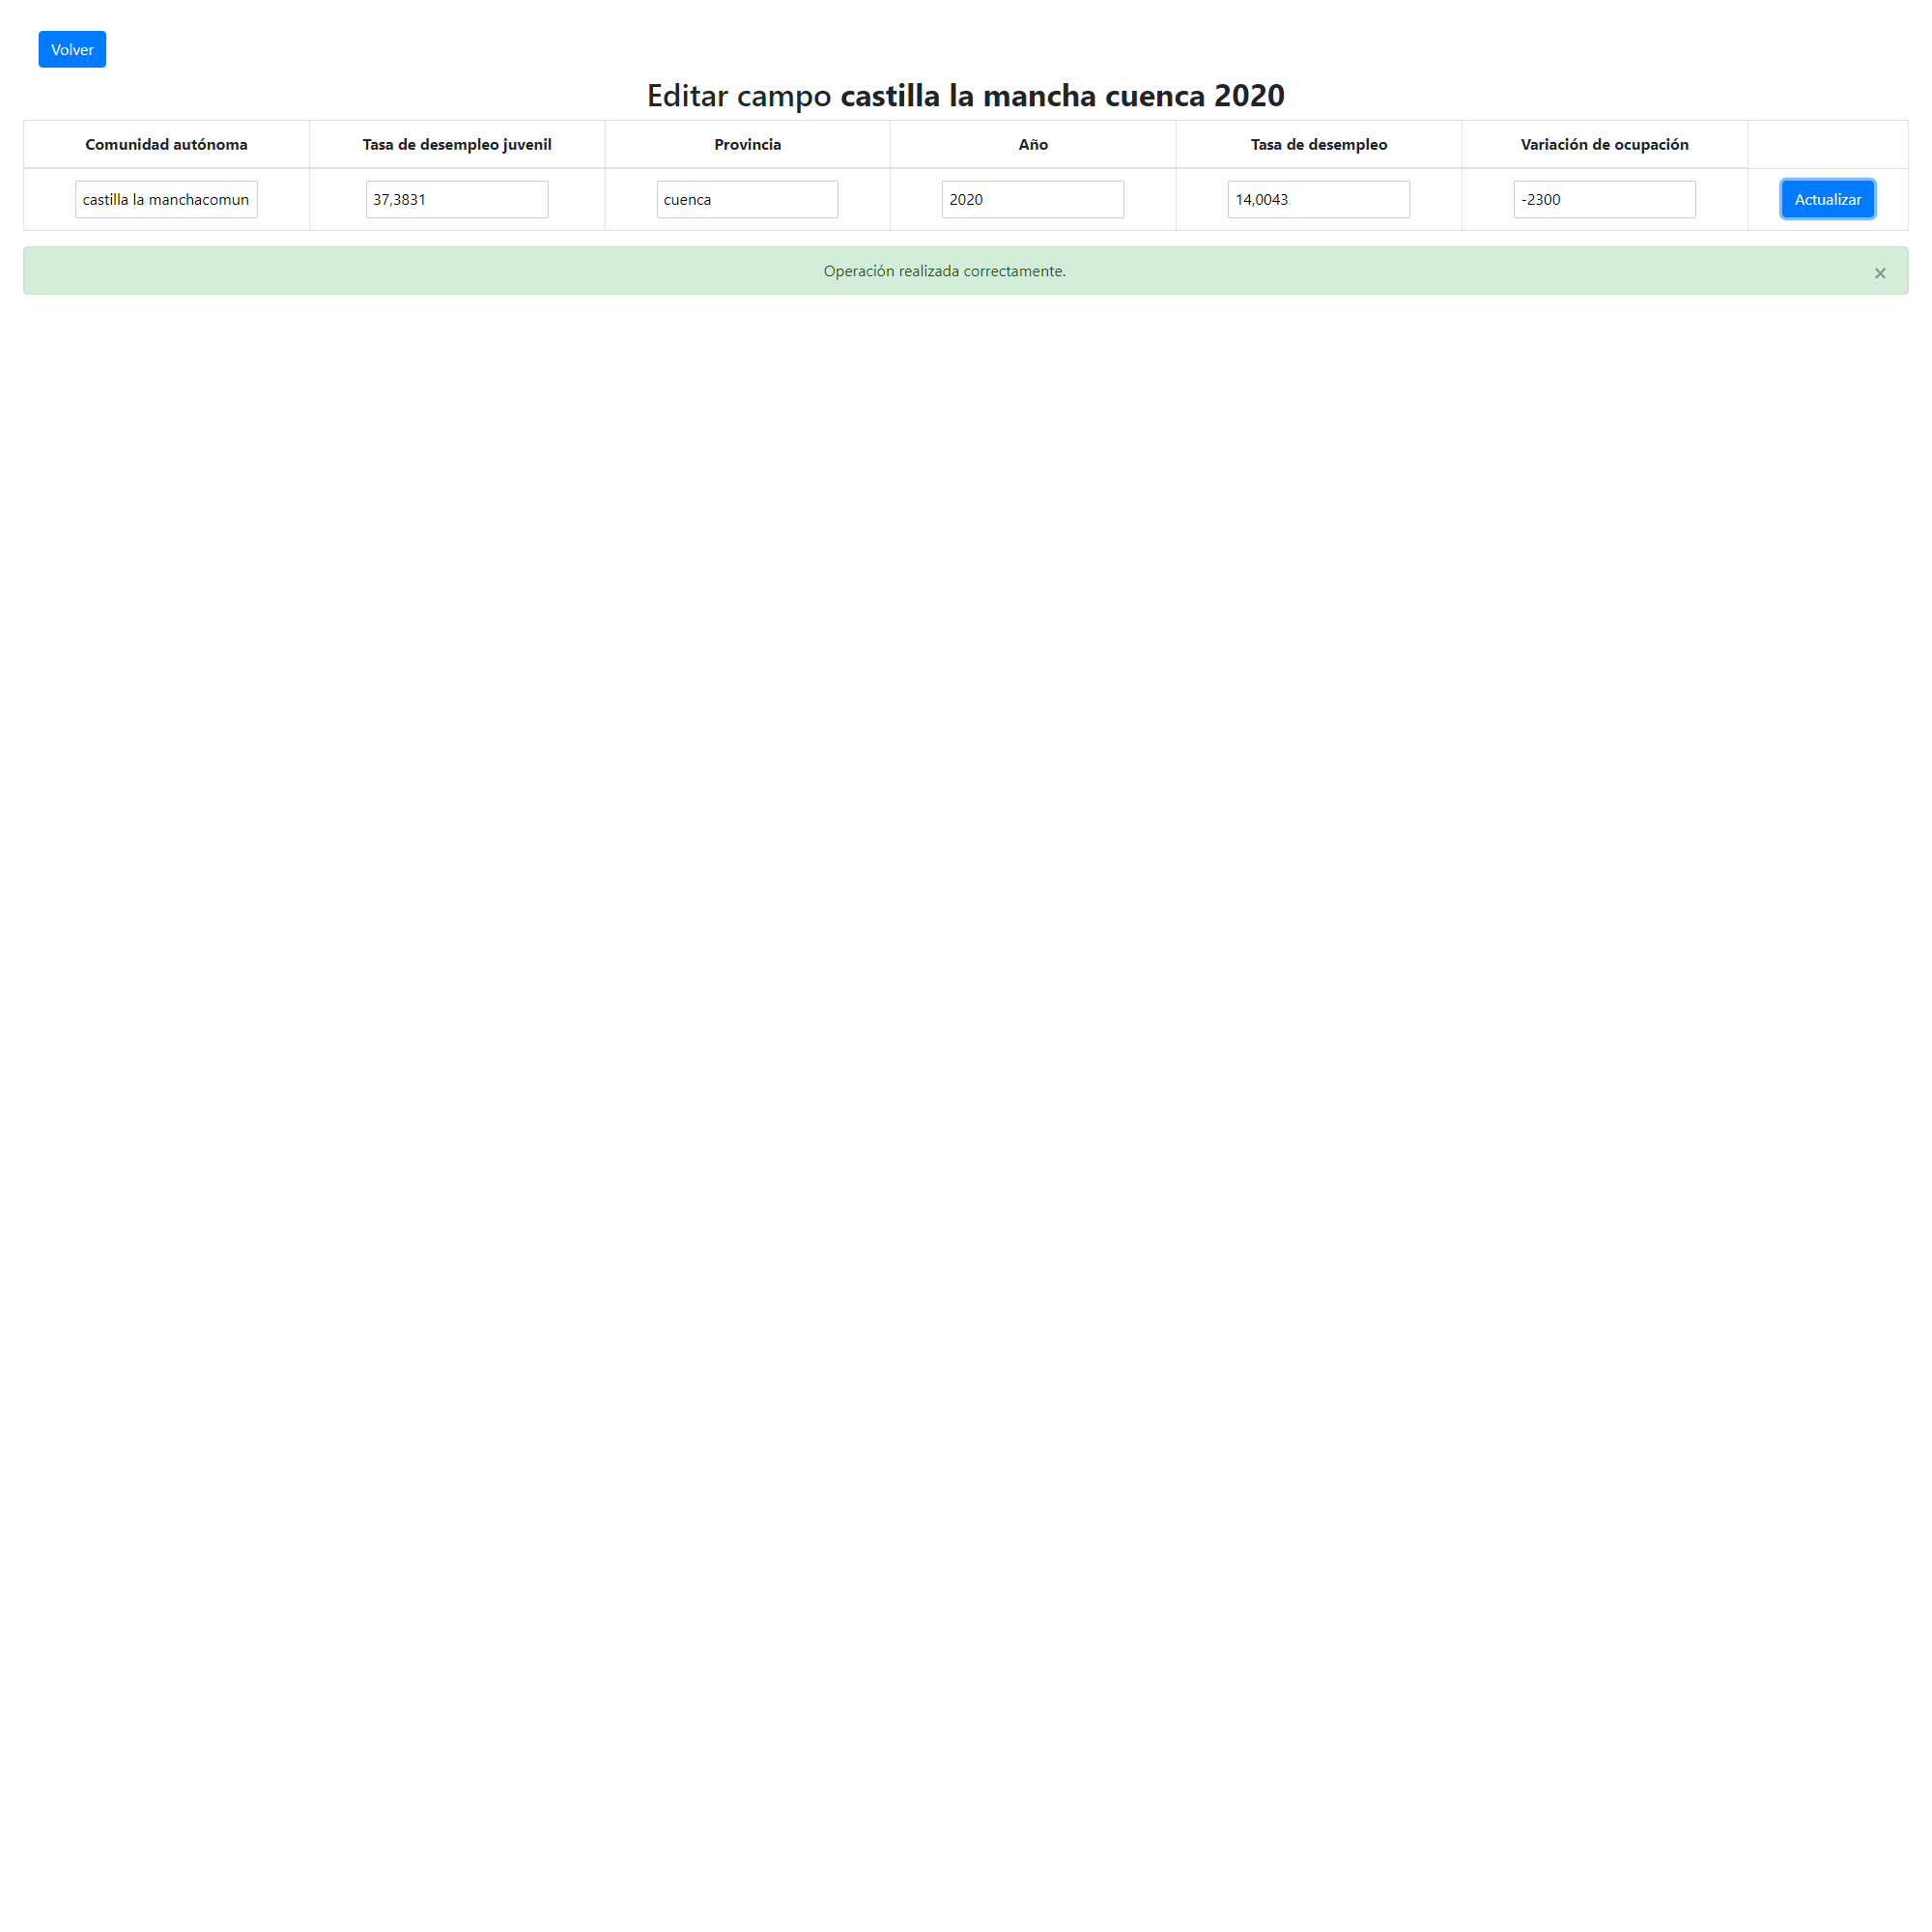 Volver
Editar campo castilla la mancha cuenca 2020
Comunidad autónoma Tasa de desempleo juvenil Provincia Año Tasa de desempleo Variación de ocupación
castilla la manchacomun 37,3831 cuenca 2020 14,0043 -2300 Actualizar
Operación realizada correctamente. ×